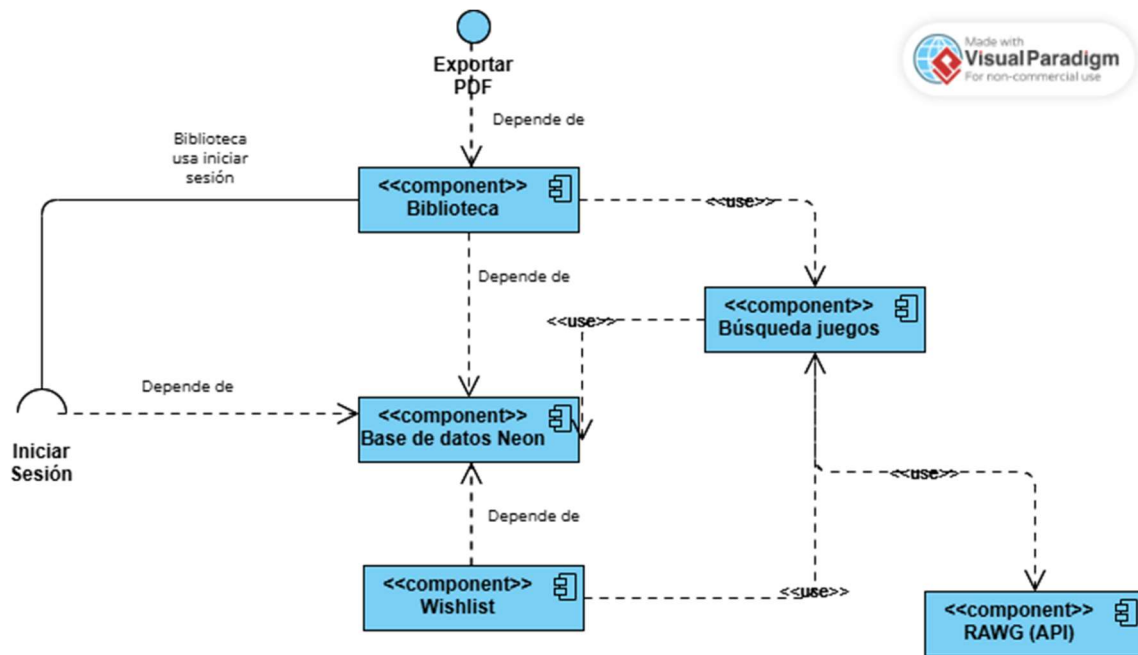 Made with
Visual Paradigm
For non-commercial use
Exportar
PDF
Depende de
Biblioteca
usa iniciar
sesión
<<component>>
Biblioteca
<<use>>
Depende de
<<component>>
Búsqueda juegos
<<use>>
Depende de
<<component>>
Base de datos Neon
Iniciar
Sesión
<<use>>
Depende de
<<component>>
Wishlist
<<use>>
<<component>>
RAWG (API)